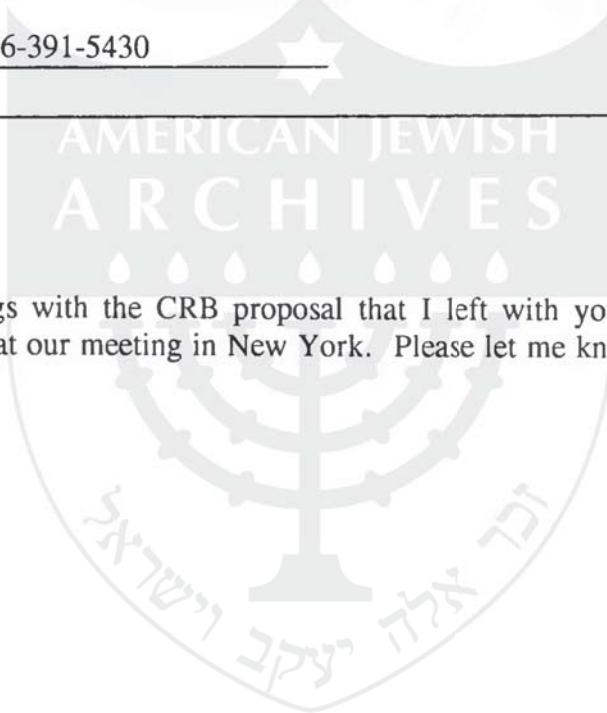 6-391-5430
AMERICAN JEWISH
ARCHIVES
gs with the CRB proposal that I left with yo
at our meeting in New York. Please let me kn
זכר אלה יעקב וישראל